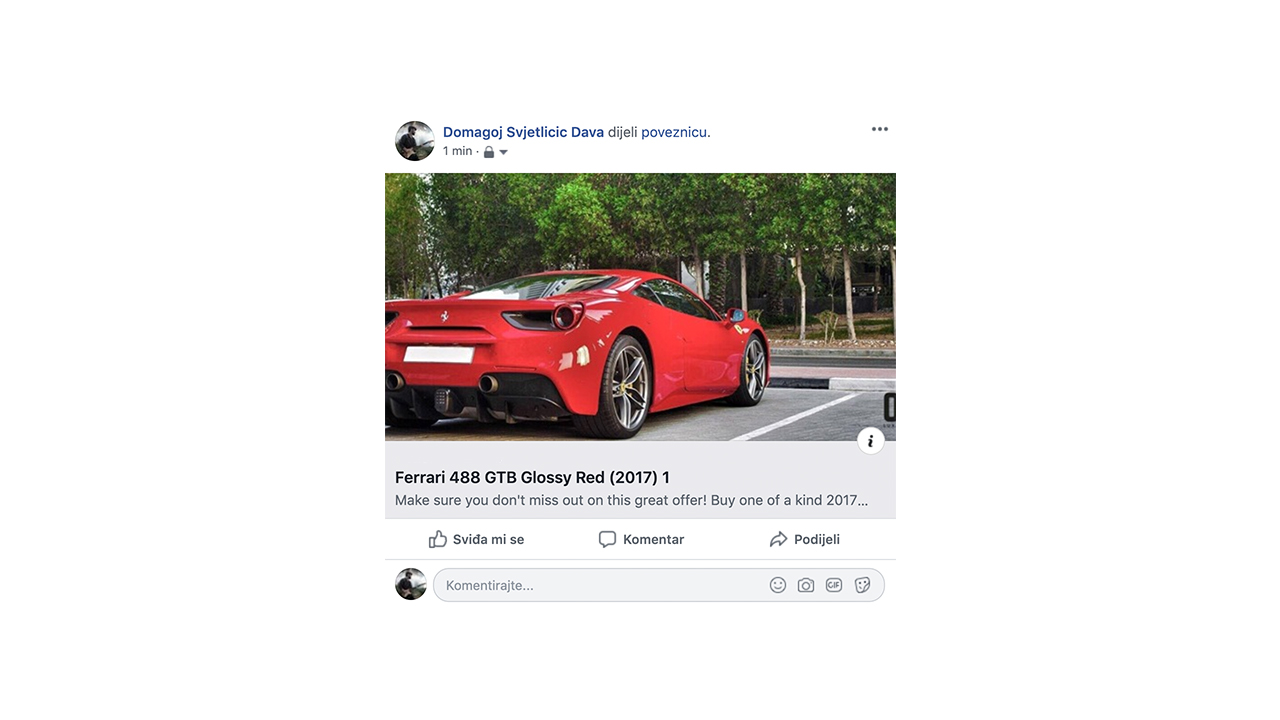 Domagoj Svjetlicic Dava dijeli poveznicu.
1 min ·
Ferrari 488 GTB Glossy Red (2017) 1
Make sure you don't miss out on this great offer! Buy one of a kind 2017...
Sviđa mi se
Komentar
Podijeli
Komentirajte...
GIF